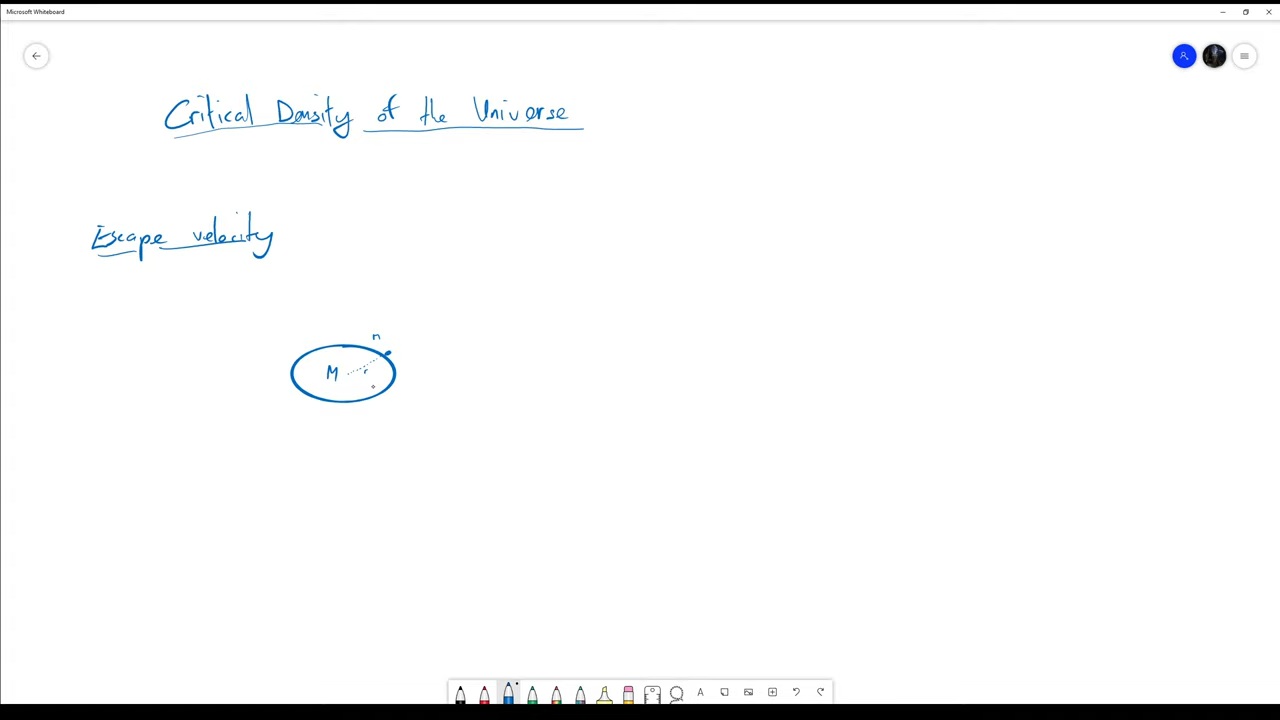 Microsoft Whiteboard
Critical Density of the Universe
Escape velocity
m
M r
A